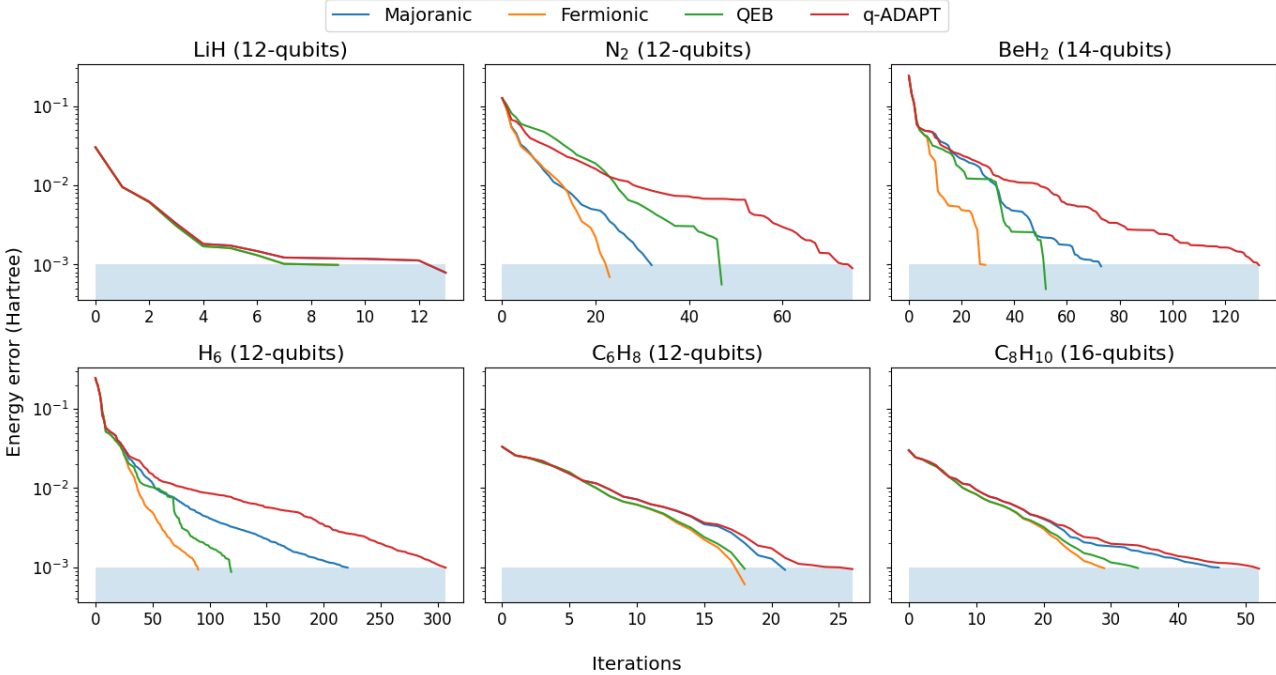 Majoranic Fermionic QEB q-ADAPT
LiH (12-qubits)
N₂ (12-qubits)
BeH₂ (14-qubits)
10⁻¹
10⁻²
10⁻³
0 2 4 6 8 10 12
0 20 40 60
0 20 40 60 80 100 120
Energy error (Hartree)
H₆ (12-qubits)
C₆H₈ (12-qubits)
C₈H₁₀ (16-qubits)
10⁻¹
10⁻²
10⁻³
0 50 100 150 200 250 300
0 5 10 15 20 25
0 10 20 30 40 50
Iterations